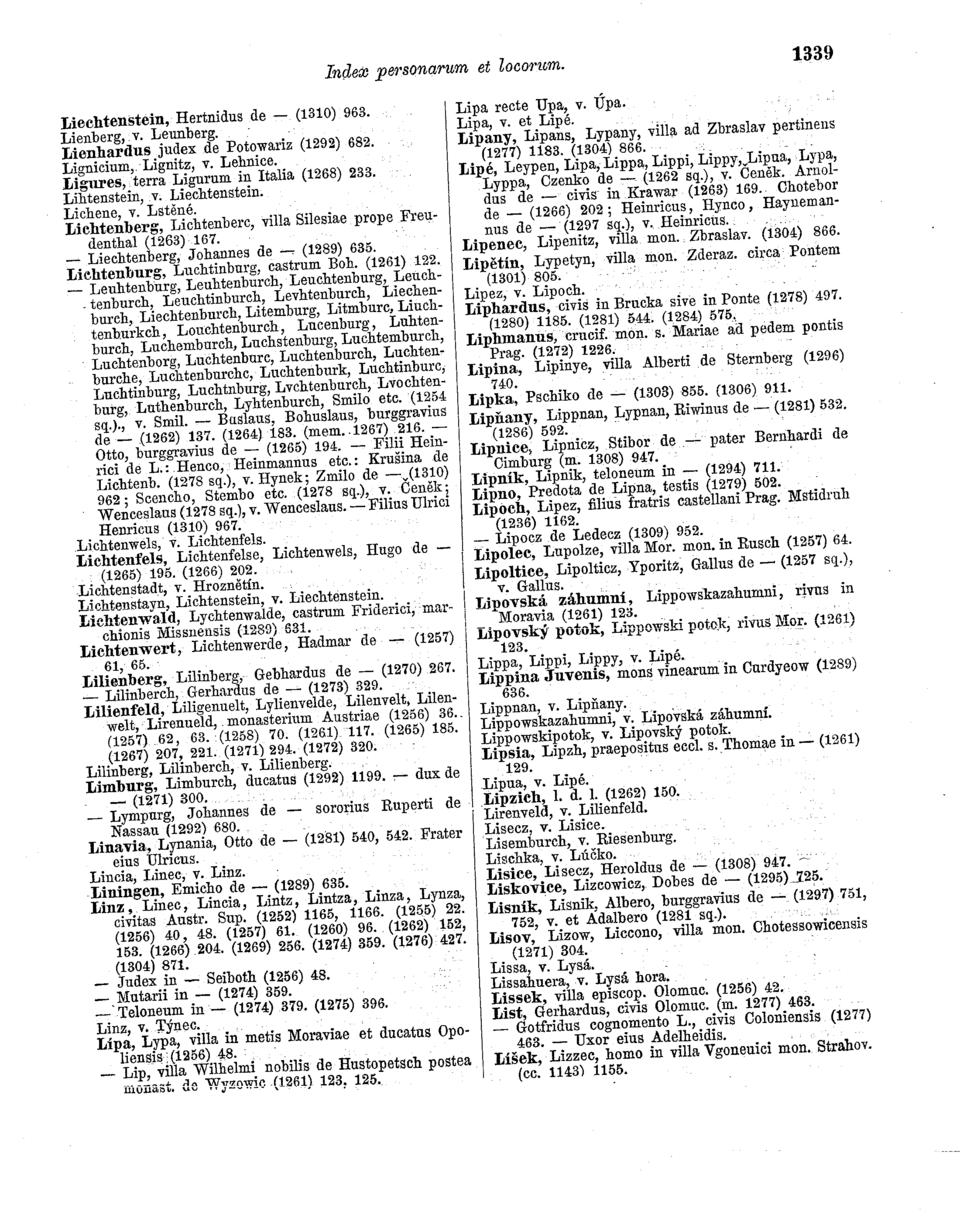 Index personarum et locorum.
1339
Liechtenstein, Hertnidus de — (1310) 963.
Lienberg, v. Leunberg.
Lienhardus judex de Potowariz (1292) 682.
Lignicium, Lignitz, v. Lehnice.
Ligures, terra Ligurum in Italia (1268) 233.
Lihtenstein, v. Liechtenstein.
Lichene, v. Lstěné.
Lichtenberg, Lichtenberc, villa Silesiae prope Freu-
denthal (1263) 167.
— Liechtenberg, Johannes de — (1289) 635.
Lichtenburg, Luchtinburg, castrum Boh. (1261) 122.
— Leuhtenburg, Leuhtenburch, Leuchtenburg, Leuch-
tenburch, Leuchtinburch, Levhtenburch, Liechen-
burch, Liechtenburch, Litemburg, Litmburc, Liuch-
tenburkch, Louchtenburch, Lucenburg, Luhten-
burch, Luchemburch, Luchstenburg, Luchtemburch,
Luchtenborg, Luchtenburc, Luchtenburch, Luchten-
burche, Luchtenburchc, Luchtenburk, Luchtinburc,
Luchtinburg, Luchtnburg, Lvchtenburch, Lvochten-
burg, Luthenburch, Lyhtenburch, Smilo etc. (1254
sq.)., v. Smil. — Buslaus, Bohuslaus, burggravius
de — (1262) 137. (1264) 183. (mem. 1267) 216. —
Otto, burggravius de — (1265) 194. — Filii Hein-
rici de L.: Henco, Heinmannus etc.: Krušina de
Lichtenb. (1278 sq.), v. Hynek; Zmilo de — (1310)
962; Scencho, Stembo etc. (1278 sq.), v. Čeněk;
Wenceslaus (1278 sq.), v. Wenceslaus. — Filius Ulrici
Henricus (1310) 967.
Lichtenwels, v. Lichtenfels.
Lichtenfels, Lichtenfelse, Lichtenwels, Hugo de —
(1265) 195. (1266) 202.
Lichtenstadt, v. Hroznětín.
Lichtenstayn, Lichtenstein, v. Liechtenstein.
Lichtenwald, Lychtenwalde, castrum Friderici, mar-
chionis Missnensis (1289) 631.
Lichtenwert, Lichtenwerde, Hadmar de — (1257)
61, 65.
Lilienberg, Lilinberg, Gebhardus de — (1270) 267.
— Lilinberch, Gerhardus de — (1273) 329.
Lilienfeld, Liligenuelt, Lylienvelde, Lilenvelt, Lilen-
welt, Lirenueld, monasterium Austriae (1256) 36.
(1257) 62, 63. (1258) 70. (1261) 117. (1265) 185.
(1267) 207, 221. (1271) 294. (1272) 320.
Lilinberg, Lilinberch, v. Lilienberg.
Limburg, Limburch, ducatus (1292) 1199. — dux de
— (1271) 300.
— Lympurg, Johannes de — sororius Ruperti de
Nassau (1292) 680.
Linavia, Lynania, Otto de — (1281) 540, 542. Frater
eius Ulricus.
Lincia, Linec, v. Linz.
Liningen, Emicho de — (1289) 635.
Linz, Linec, Lincia, Lintz, Lintza, Linza, Lynza,
civitas Austr. Sup. (1252) 1165, 1166. (1255) 22.
(1256) 40, 48. (1257) 61. (1260) 96. (1262) 152,
153. (1266) 204. (1269) 256. (1274) 359. (1276) 427.
(1304) 871.
— Judex in — Seiboth (1256) 48.
— Mutarii in — (1274) 359.
— Teloneum in — (1274) 379. (1275) 396.
Linz, v. Týnec.
Lípa, Lypa, villa in metis Moraviae et ducatus Opo-
liensis (1256) 48.
— Lip, villa Wilhelmi nobilis de Hustopetsch postea
monast. de Wyzowic (1261) 123, 125.
Lipa recte Upa, v. Úpa.
Lipa, v. et Lipé.
Lipany, Lipans, Lypany, villa ad Zbraslav pertinens
(1277) 1183. (1304) 866.
Lipé, Leypen, Lipa, Lippa, Lippi, Lippy, Lipua, Lypa,
Lyppa, Czenko de — (1262 sq.), v. Čeněk. Arnol-
dus de — civis in Krawar (1263) 169. Chotebor
de — (1266) 202; Heinricus, Hynco, Hayneman-
nus de — (1297 sq.), v. Heinricus.
Lipenec, Lipenitz, villa mon. Zbraslav. (1304) 866.
Lipětín, Lypetyn, villa mon. Zderaz. circa Pontem
(1301) 805.
Lipez, v. Lipoch.
Liphardus, civis in Brucka sive in Ponte (1278) 497.
(1280) 1185. (1281) 544. (1284) 575.
Liphmanus, crucif. mon. s. Mariae ad pedem pontis
Prag. (1272) 1226.
Lipina, Lipinye, villa Alberti de Sternberg (1296)
740.
Lipka, Pschiko de — (1303) 855. (1306) 911.
Lipňany, Lippnan, Lypnan, Riwinus de — (1281) 532.
(1286) 592.
Lipnice, Lipnicz, Stibor de — pater Bernhardi de
Cimburg (m. 1308) 947.
Lipník, Lipnik, teloneum in — (1294) 711.
Lipno, Predota de Lipna, testis (1279) 502.
Lipoch, Lipez, filius fratris castellani Prag. Mstidruh
(1236) 1162.
— Lipocz de Ledecz (1309) 952.
Lipolec, Lupolze, villa Mor. mon. in Rusch (1257) 64.
Lipoltice, Lipolticz, Yporitz, Gallus de — (1257 sq.),
v. Gallus.
Lipovská záhumní, Lippowskazahumni, rivus in
Moravia (1261) 123.
Lipovský potok, Lippowski potok, rivus Mor. (1261)
123.
Lippa, Lippi, Lippy, v. Lipé.
Lippina Juvenis, mons vinearum in Curdyeow (1289)
636.
Lippnan, v. Lipňany.
Lippowskazahumni, v. Lipovská záhumní.
Lippowskipotok, v. Lipovský potok.
Lipsia, Lipzh, praepositus eccl. s. Thomae in — (1261)
129.
Lipua, v. Lipé.
Lipzich, l. d. l. (1262) 150.
Lirenveld, v. Lilienfeld.
Lisecz, v. Lisice.
Lisemburch, v. Riesenburg.
Lischka, v. Lúčko.
Lisice, Lisecz, Heroldus de — (1308) 947.
Liskovice, Lizcowicz, Dobes de — (1295) 725.
Lisník, Lisnik, Albero, burggravius de — (1297) 751,
752, v. et Adalbero (1281 sq.).
Lisov, Lizow, Liccono, villa mon. Chotessowicensis
(1271) 304.
Lissa, v. Lysá.
Lissahuera, v. Lysá hora.
Lissek, villa episcop. Olomuc. (1256) 42.
List, Gerhardus, civis Olomuc. (m. 1277) 463.
— Gotfridus cognomento L., civis Coloniensis (1277)
463. — Uxor eius Adelheidis.
Líšek, Lizzec, homo in villa Vgoneuici mon. Strahov.
(cc. 1143) 1155.